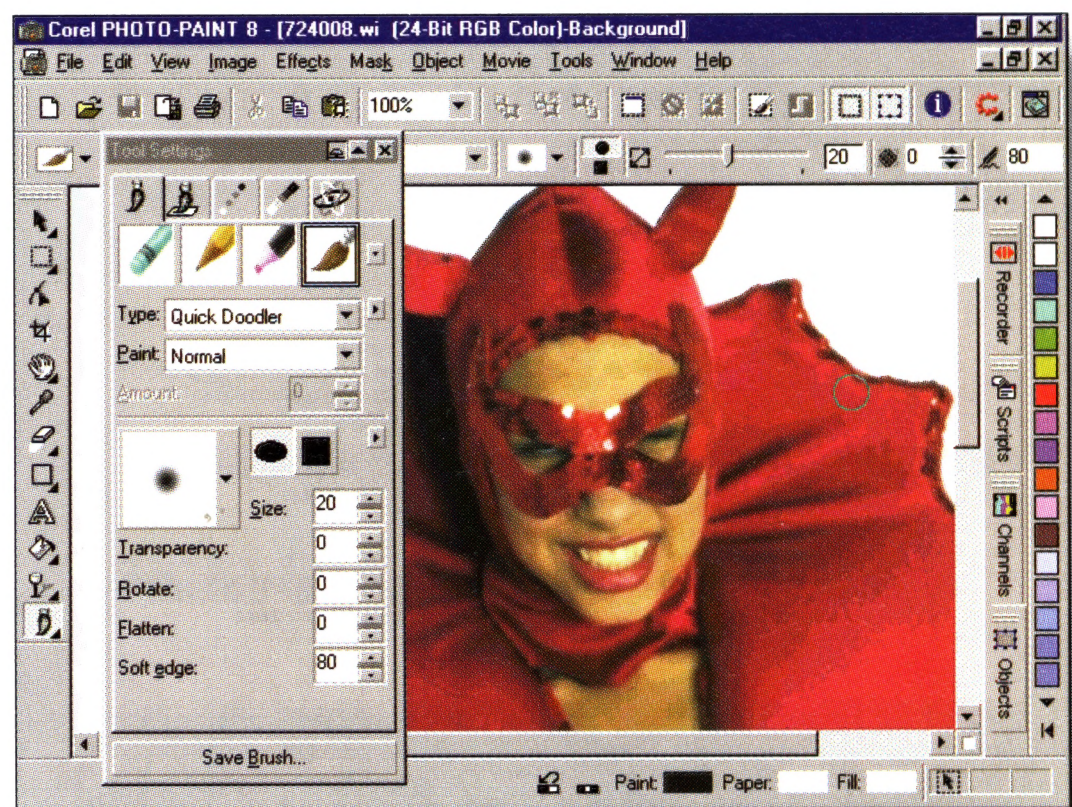 Corel PHOTO-PAINT 8 - [724008.wi (24-Bit RGB Color)-Background]
File Edit View Image Effects Mask Object Movie Tools Window Help
100%
Tool Settings
20 0 80
Type: Quick Doodler
Paint: Normal
Amount: 0
Size: 20
Transparency: 0
Rotate: 0
Flatten: 0
Soft edge: 80
Save Brush...
Recorder
Scripts
Channels
Objects
Paint: Paper: Fill: